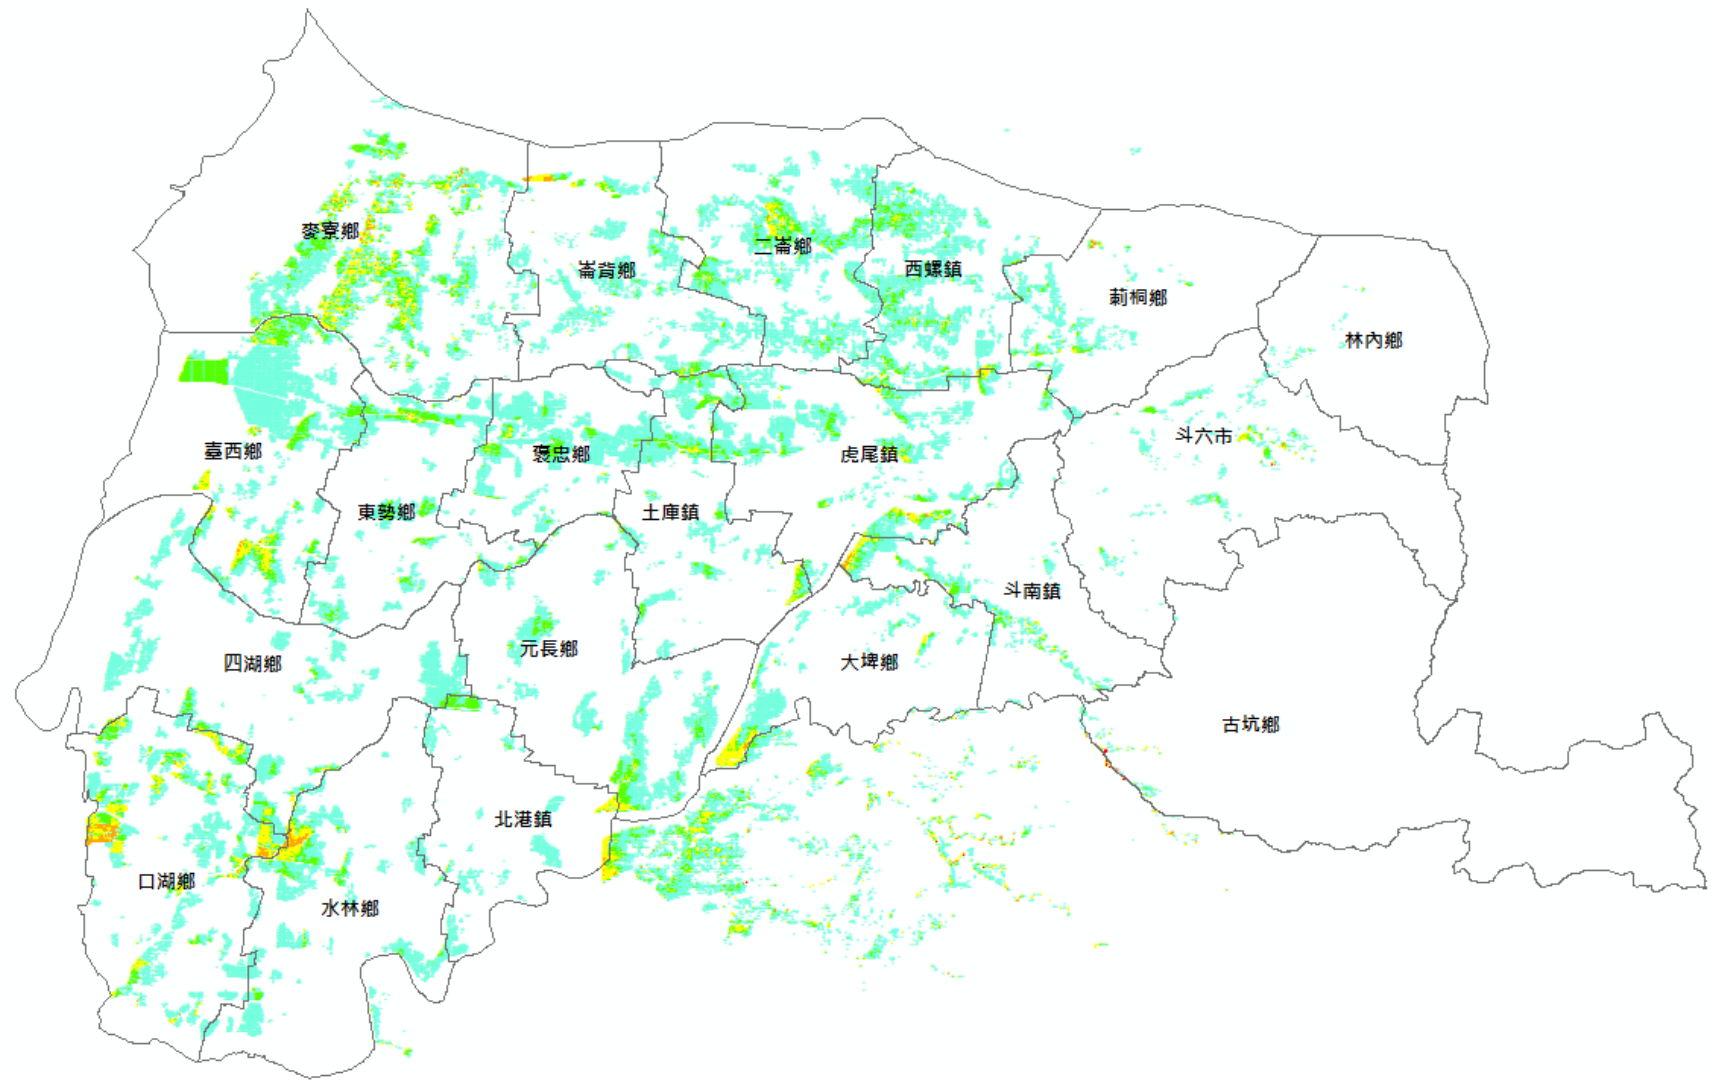 麥寮鄉
崙背鄉
二崙鄉
西螺鎮
莿桐鄉
林內鄉
臺西鄉
東勢鄉
褒忠鄉
土庫鎮
虎尾鎮
斗六市
斗南鎮
四湖鄉
元長鄉
大埤鄉
古坑鄉
口湖鄉
水林鄉
北港鎮